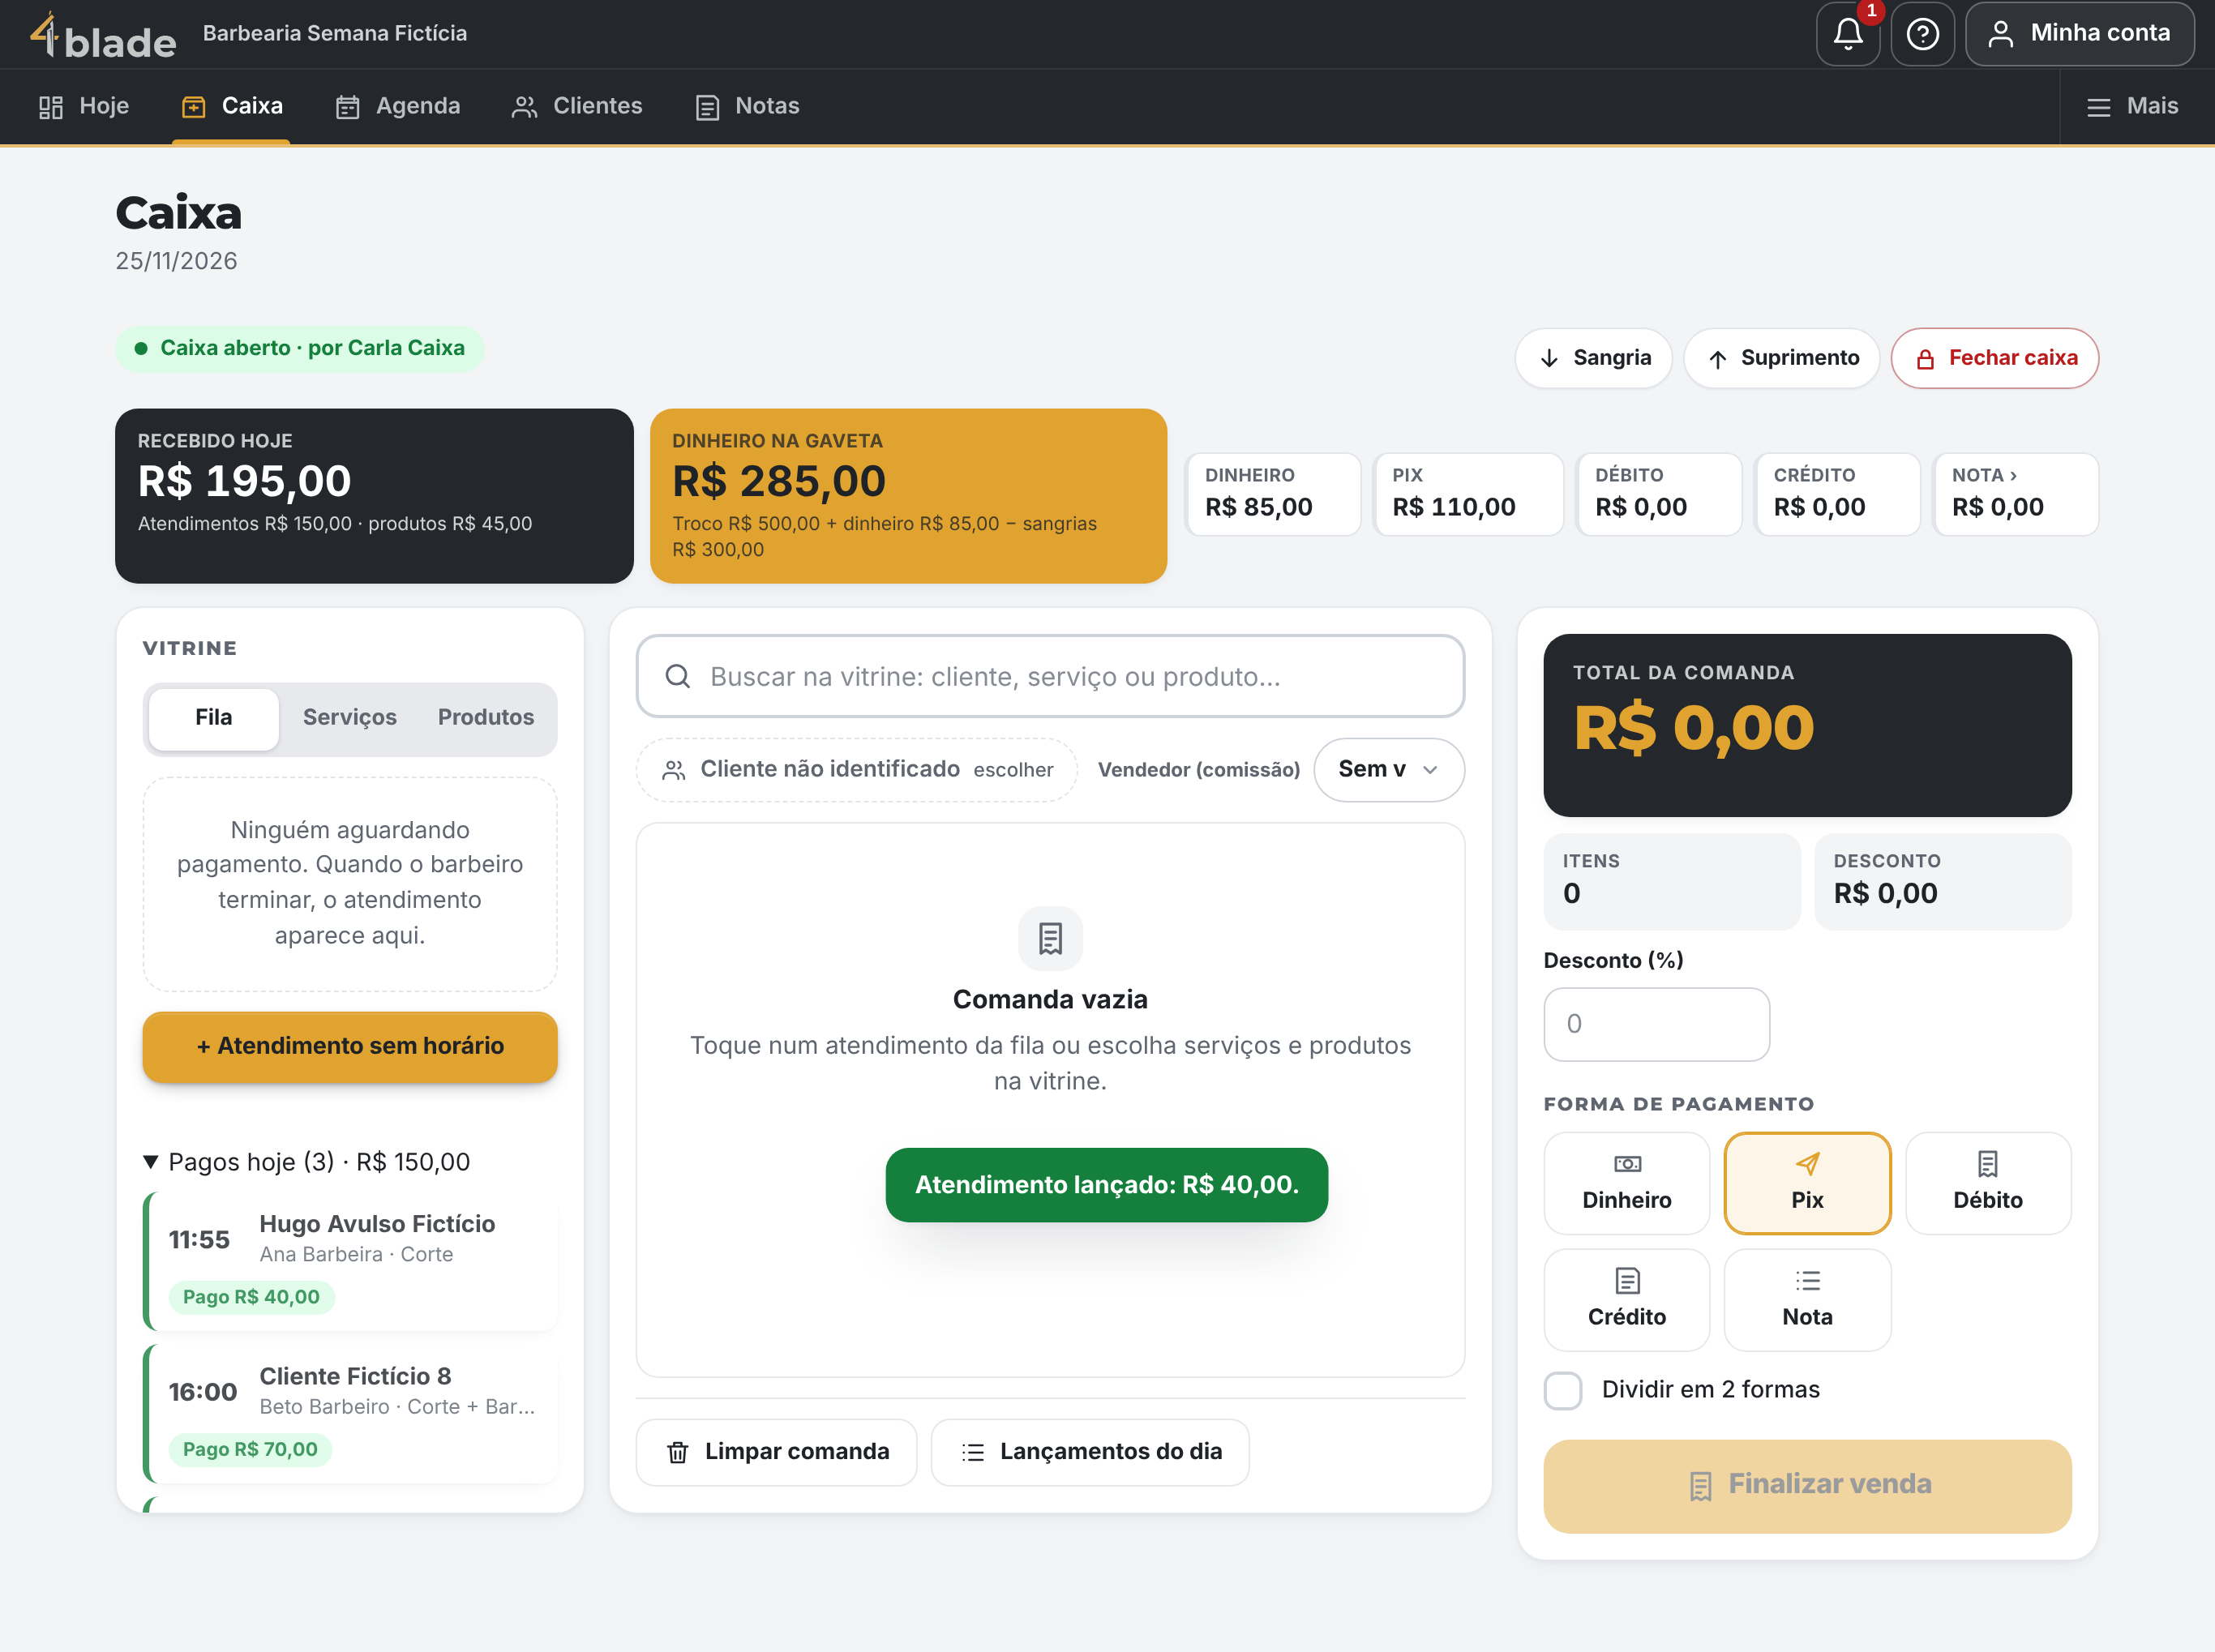 4blade
Barbearia Semana Fictícia
1
Minha conta
Hoje
Caixa
Agenda
Clientes
Notas
Mais
Caixa
25/11/2026
Caixa aberto · por Carla Caixa
Sangria
Suprimento
Fechar caixa
RECEBIDO HOJE
R$ 195,00
Atendimentos R$ 150,00 · produtos R$ 45,00
DINHEIRO NA GAVETA
R$ 285,00
Troco R$ 500,00 + dinheiro R$ 85,00 − sangrias
R$ 300,00
DINHEIRO
R$ 85,00
PIX
R$ 110,00
DÉBITO
R$ 0,00
CRÉDITO
R$ 0,00
NOTA ›
R$ 0,00
VITRINE
Fila
Serviços
Produtos
Ninguém aguardando
pagamento. Quando o barbeiro
terminar, o atendimento
aparece aqui.
+ Atendimento sem horário
▼ Pagos hoje (3) · R$ 150,00
11:55
Hugo Avulso Fictício
Ana Barbeira · Corte
Pago R$ 40,00
16:00
Cliente Fictício 8
Beto Barbeiro · Corte + Bar...
Pago R$ 70,00
Buscar na vitrine: cliente, serviço ou produto...
Cliente não identificado escolher
Vendedor (comissão)
Sem v
Comanda vazia
Toque num atendimento da fila ou escolha serviços e produtos
na vitrine.
Atendimento lançado: R$ 40,00.
Limpar comanda
Lançamentos do dia
TOTAL DA COMANDA
R$ 0,00
ITENS
0
DESCONTO
R$ 0,00
Desconto (%)
0
FORMA DE PAGAMENTO
Dinheiro
Pix
Débito
Crédito
Nota
Dividir em 2 formas
Finalizar venda